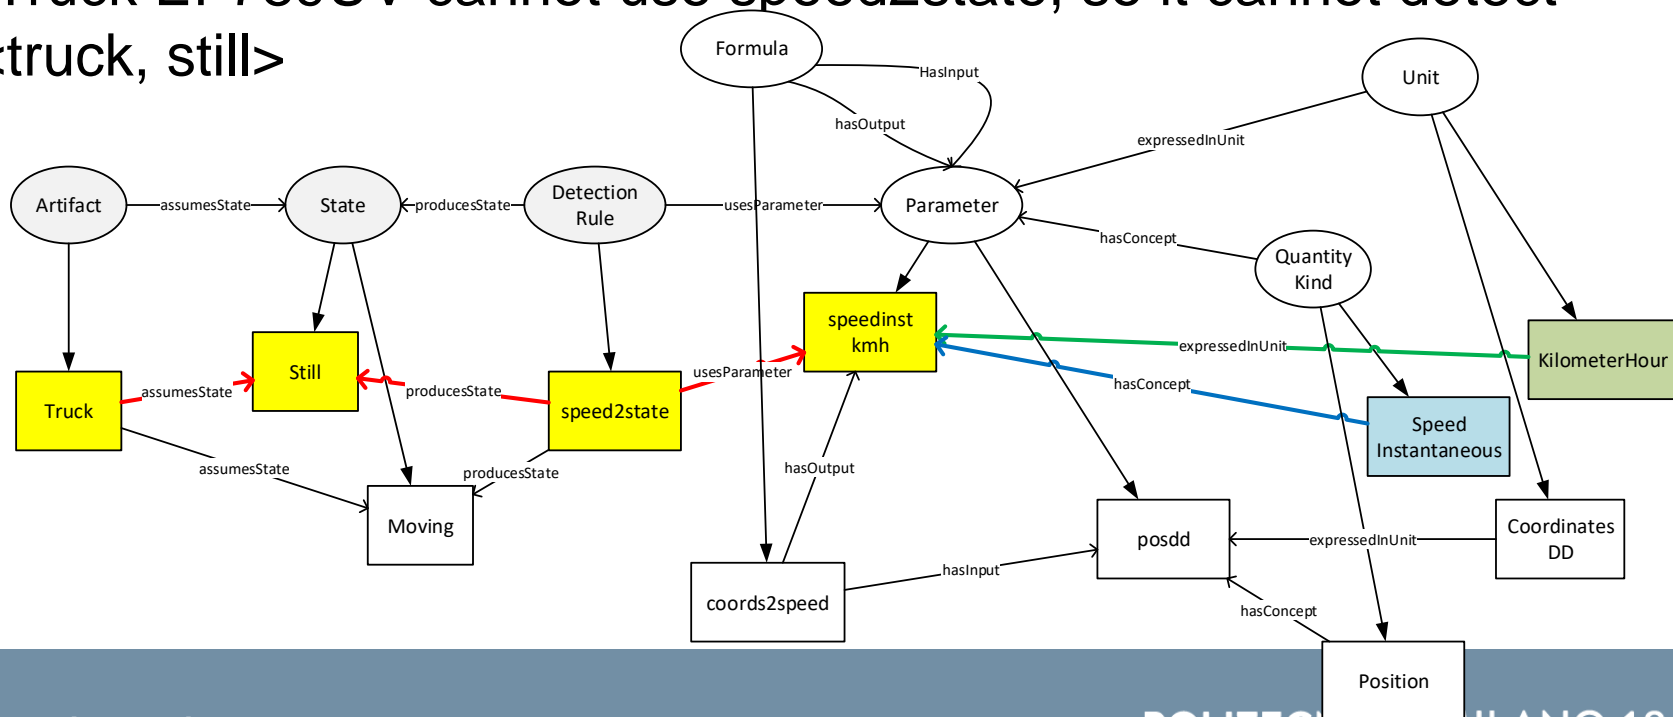 <truck, still>
Formula
HasInput
Unit
hasOutput
expressedInUnit
Artifact
assumesState
State
producesState
Detection
Rule
usesParameter
Parameter
hasConcept
Quantity
Kind
speedinst
kmh
Still
expressedInUnit
KilometerHour
usesParameter
hasConcept
assumesState
producesState
Truck
speed2state
Speed
Instantaneous
assumesState
producesState
hasOutput
Moving
posdd
expressedInUnit
Coordinates
DD
hasInput
coords2speed
hasConcept
Position